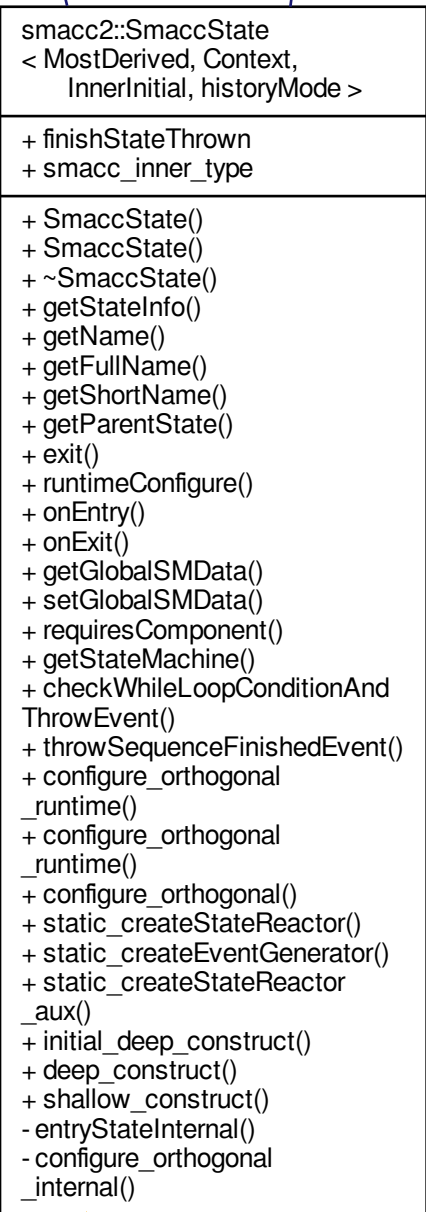 smacc2::SmaccState
< MostDerived, Context,
InnerInitial, historyMode >
+ finishStateThrown
+ smacc_inner_type
+ SmaccState()
+ SmaccState()
+ ~SmaccState()
+ getStateInfo()
+ getName()
+ getFullName()
+ getShortName()
+ getParentState()
+ exit()
+ runtimeConfigure()
+ onEntry()
+ onExit()
+ getGlobalSMData()
+ setGlobalSMData()
+ requiresComponent()
+ getStateMachine()
+ checkWhileLoopConditionAnd
ThrowEvent()
+ throwSequenceFinishedEvent()
+ configure_orthogonal
_runtime()
+ configure_orthogonal
_runtime()
+ configure_orthogonal()
+ static_createStateReactor()
+ static_createEventGenerator()
+ static_createStateReactor
_aux()
+ initial_deep_construct()
+ deep_construct()
+ shallow_construct()
- entryStateInternal()
- configure_orthogonal
_internal()